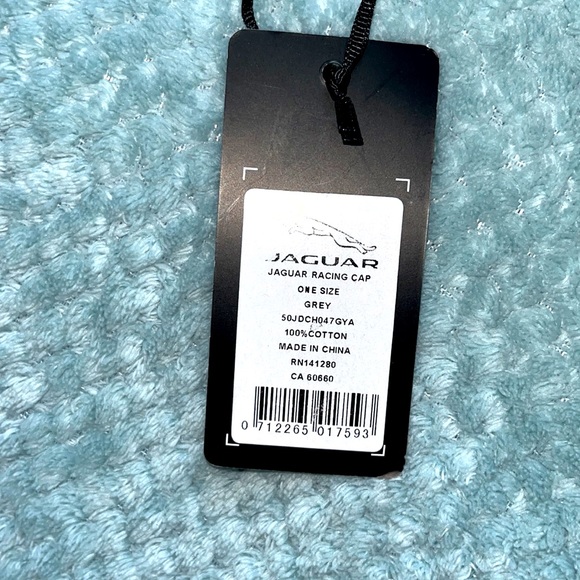 JAGUAR
JAGUAR RACING CAP
ONE SIZE
GREY
50JDCH047GYA
100%COTTON
MADE IN CHINA
RN141280
CA 60660
0 712265 017593